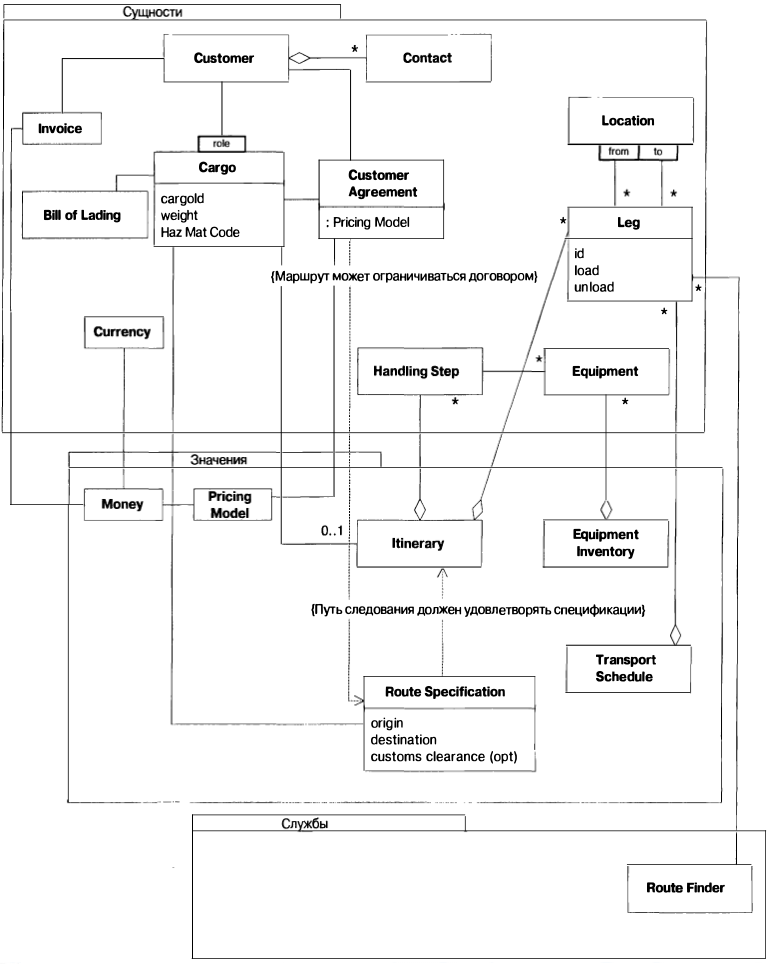 Сущности
Customer
*
Contact
Invoice
role
Location
from
to
Cargo
cargoId
weight
Haz Mat Code
Customer
Agreement
: Pricing Model
Bill of Lading
*
*
*
Leg
id
load
unload
*
*
{Маршрут может ограничиваться договором}
Currency
Handling Step
*
*
Equipment
*
Значения
Money
Pricing
Model
0..1
Itinerary
Equipment
Inventory
{Путь следования должен удовлетворять спецификации}
Transport
Schedule
Route Specification
origin
destination
customs clearance (opt)
Службы
Route Finder